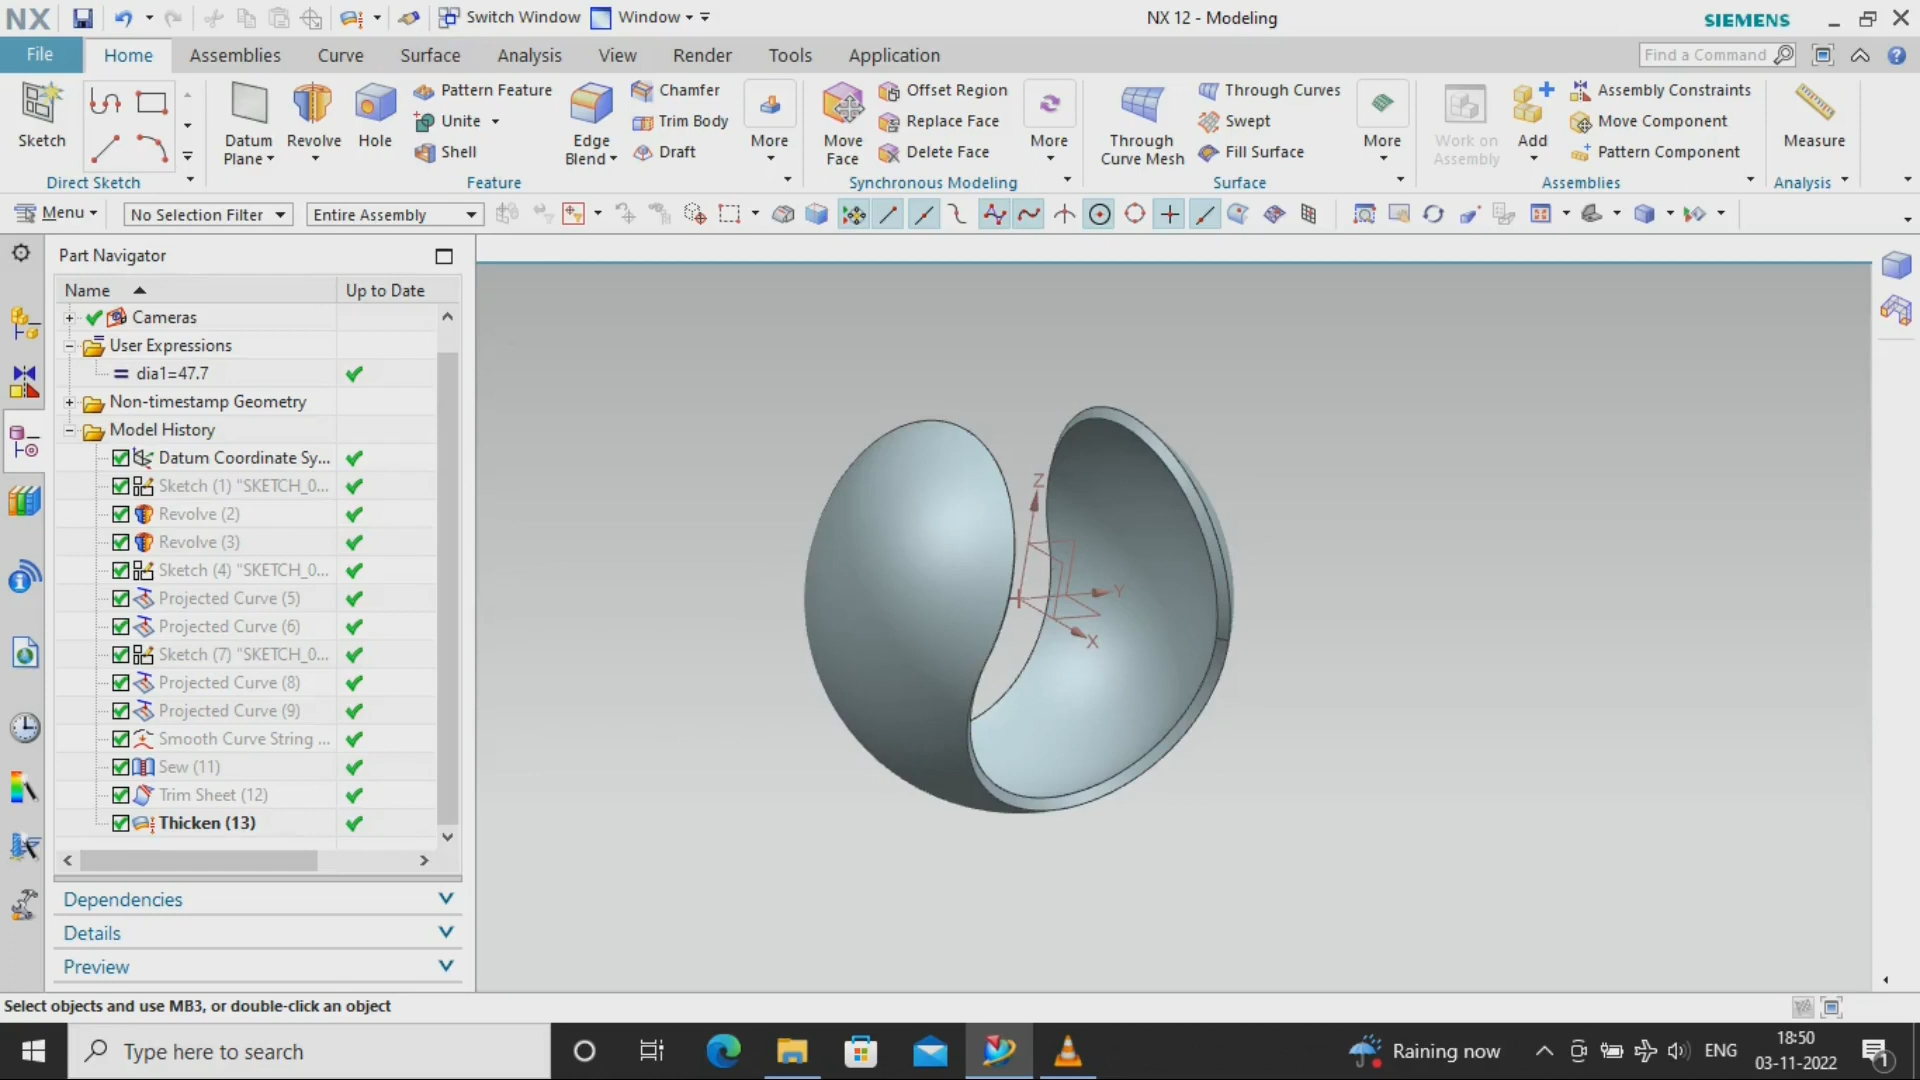 NX
Switch Window
Window
NX 12 - Modeling
SIEMENS
File
Home
Assemblies
Curve
Surface
Analysis
View
Render
Tools
Application
Find a Command
Sketch
Direct Sketch
Datum
Plane
Revolve
Hole
Pattern Feature
Unite
Shell
Edge
Blend
Chamfer
Trim Body
Draft
More
Feature
Move
Face
Offset Region
Replace Face
Delete Face
More
Synchronous Modeling
Through
Curve Mesh
Through Curves
Swept
Fill Surface
More
Surface
Work on
Assembly
Add
Assembly Constraints
Move Component
Pattern Component
Assemblies
Measure
Analysis
Menu
No Selection Filter
Entire Assembly
Part Navigator
Name
Up to Date
Cameras
User Expressions
dia1=47.7
Non-timestamp Geometry
Model History
Datum Coordinate Sy...
Sketch (1) "SKETCH_0...
Revolve (2)
Revolve (3)
Sketch (4) "SKETCH_0...
Projected Curve (5)
Projected Curve (6)
Sketch (7) "SKETCH_0...
Projected Curve (8)
Projected Curve (9)
Smooth Curve String ...
Sew (11)
Trim Sheet (12)
Thicken (13)
Dependencies
Details
Preview
Z
Y
X
Select objects and use MB3, or double-click an object
Type here to search
Raining now
ENG
18:50
03-11-2022
1